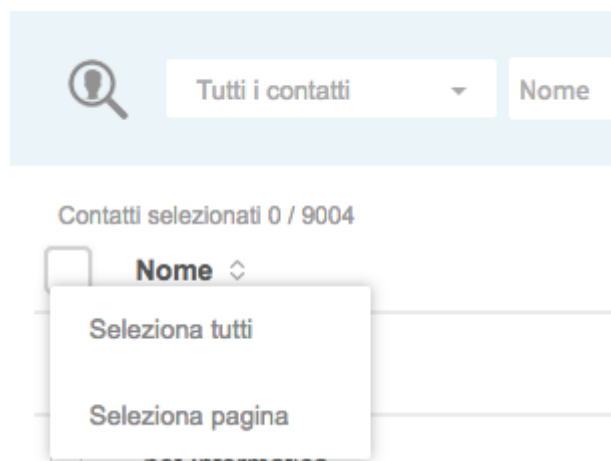 Tutti i contatti
Nome
Contatti selezionati 0 / 9004
Nome
Seleziona tutti
Seleziona pagina